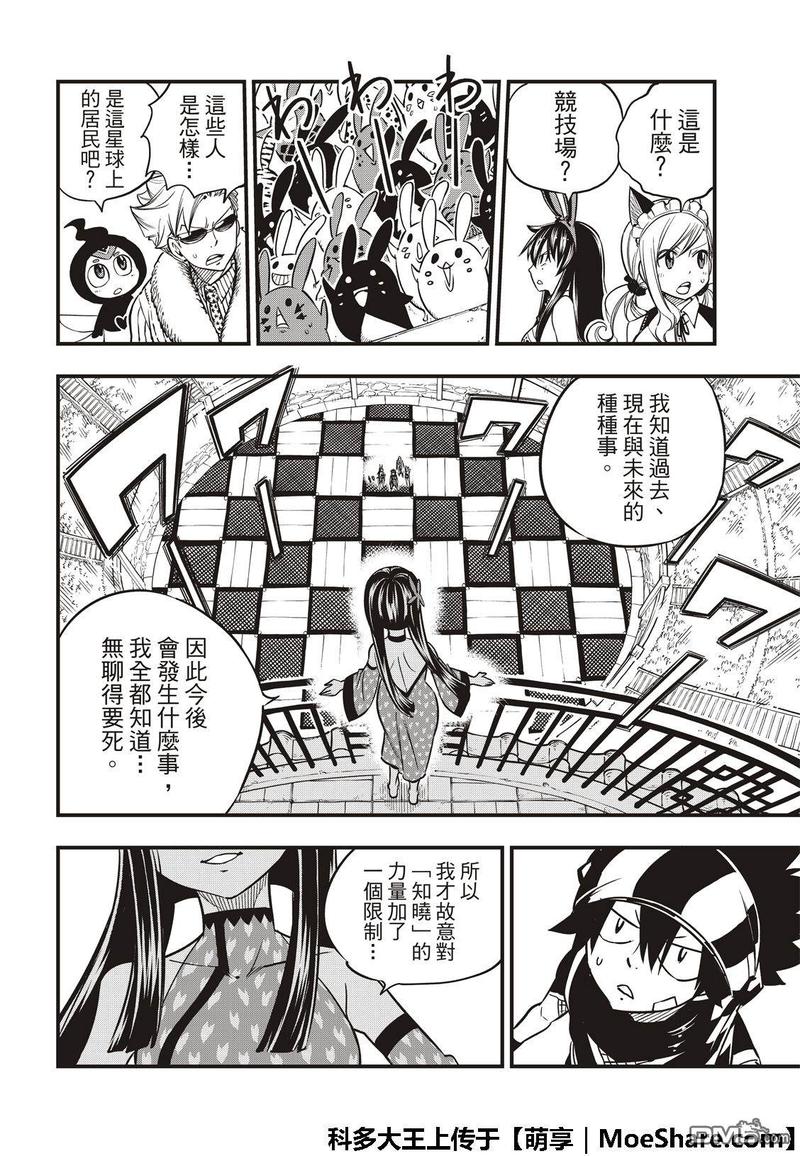 這是
什麼？
競技場？
わ
わ
わ
這些人
是怎樣…
是這星球上
的居民吧？
我知道過去、
現在與未來的
種種事。
ワ
ワ
ワ
ワ
因此今後
會發生什麼事，
我全都知道…
無聊得要死。
所以
我才故意對
「知曉」的
力量加了
一個限制…
科多大王上传于【萌享 | MoeShare.com】